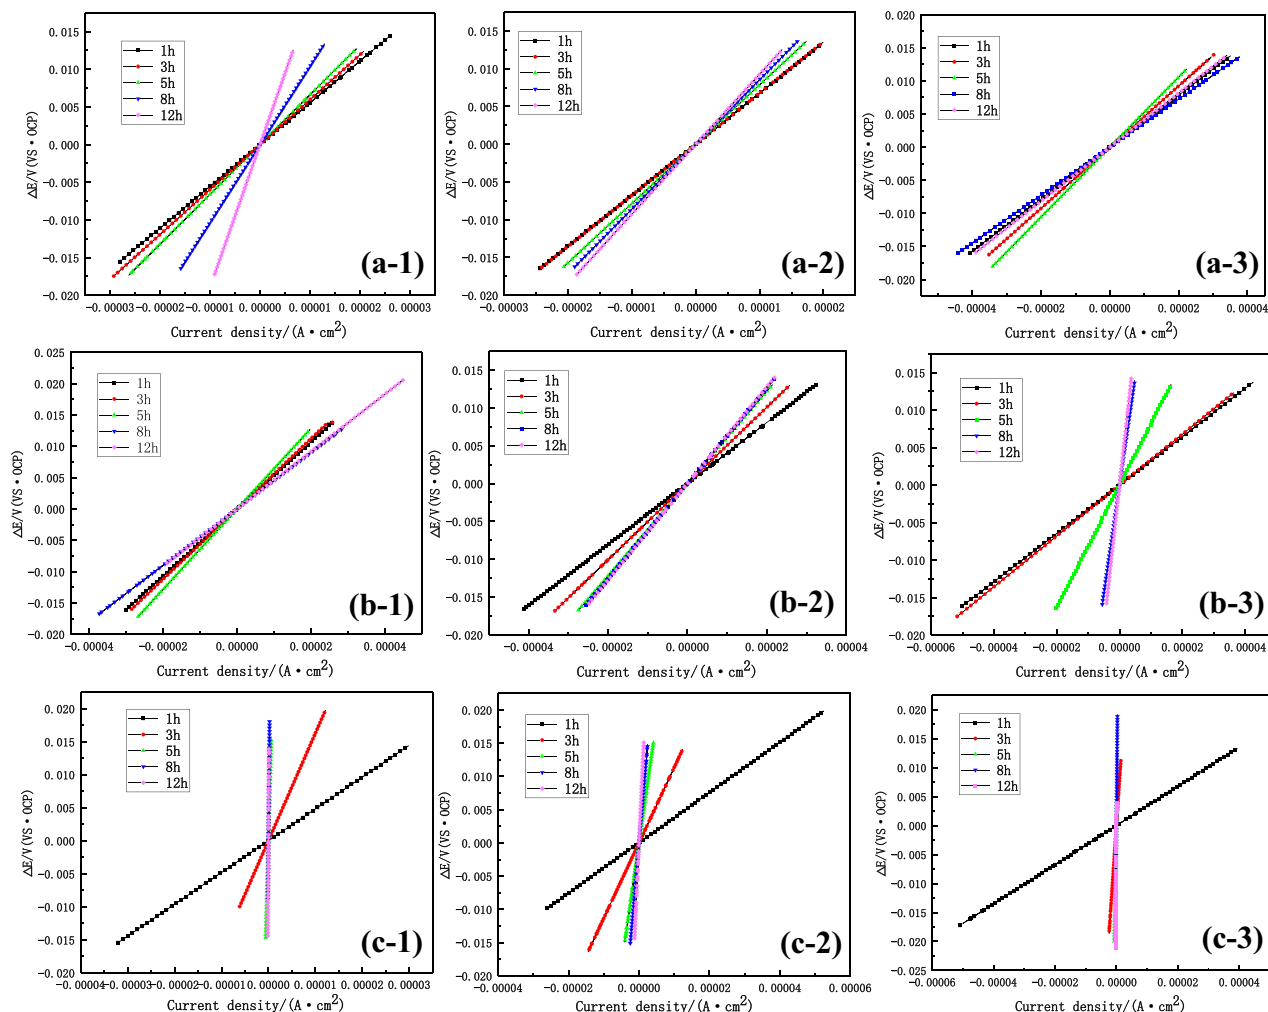 0.015
0.010
0.005
0.000
-0.005
-0.010
-0.015
-0.020
ΔE/V(VS·OCP)
1h
3h
5h
8h
12h
(a-1)
-0.00003 -0.00002 -0.00001 0.00000 0.00001 0.00002 0.00003
Current density/(A·cm²)
0.015
0.010
0.005
0.000
-0.005
-0.010
-0.015
-0.020
ΔE/V(VS·OCP)
1h
3h
5h
8h
12h
(a-2)
-0.00003 -0.00002 -0.00001 0.00000 0.00001 0.00002
Current density/(A·cm²)
0.020
0.015
0.010
0.005
0.000
-0.005
-0.010
-0.015
-0.020
ΔE/V(VS·OCP)
1h
3h
5h
8h
12h
(a-3)
-0.00004 -0.00002 0.00000 0.00002 0.00004
Current density/(A·cm²)
0.025
0.020
0.015
0.010
0.005
0.000
-0.005
-0.010
-0.015
-0.020
ΔE/V(VS·OCP)
1h
3h
5h
8h
12h
(b-1)
-0.00004 -0.00002 0.00000 0.00002 0.00004
Current density/(A·cm²)
0.015
0.010
0.005
0.000
-0.005
-0.010
-0.015
-0.020
ΔE/V(VS·OCP)
1h
3h
5h
8h
12h
(b-2)
-0.00004 -0.00002 0.00000 0.00002 0.00004
Current density/(A·cm²)
0.015
0.010
0.005
0.000
-0.005
-0.010
-0.015
-0.020
ΔE/V(VS·OCP)
1h
3h
5h
8h
12h
(b-3)
-0.00006 -0.00004 -0.00002 0.00000 0.00002 0.00004
Current density/(A·cm²)
0.020
0.015
0.010
0.005
0.000
-0.005
-0.010
-0.015
-0.020
ΔE/V(VS·OCP)
1h
3h
5h
8h
12h
(c-1)
-0.00004 -0.00003 -0.00002 -0.00001 0.00000 0.00001 0.00002 0.00003
Current density/(A·cm²)
0.020
0.015
0.010
0.005
0.000
-0.005
-0.010
-0.015
-0.020
ΔE/V(VS·OCP)
1h
3h
5h
8h
12h
(c-2)
-0.00004 -0.00002 0.00000 0.00002 0.00004 0.00006
Current density/(A·cm²)
0.020
0.015
0.010
0.005
0.000
-0.005
-0.010
-0.015
-0.020
-0.025
ΔE/V(VS·OCP)
1h
3h
5h
8h
12h
(c-3)
-0.00006 -0.00004 -0.00002 0.00000 0.00002 0.00004
Current density/(A·cm²)